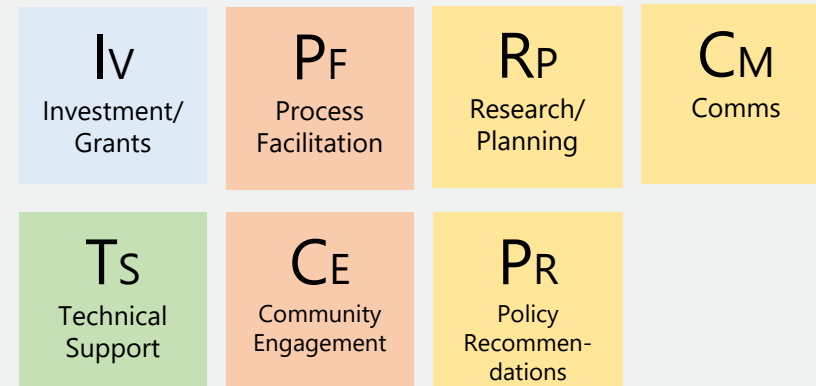 IV
Investment/
Grants
PF
Process
Facilitation
RP
Research/
Planning
CM
Comms
TS
Technical
Support
CE
Community
Engagement
PR
Policy
Recommen-
dations